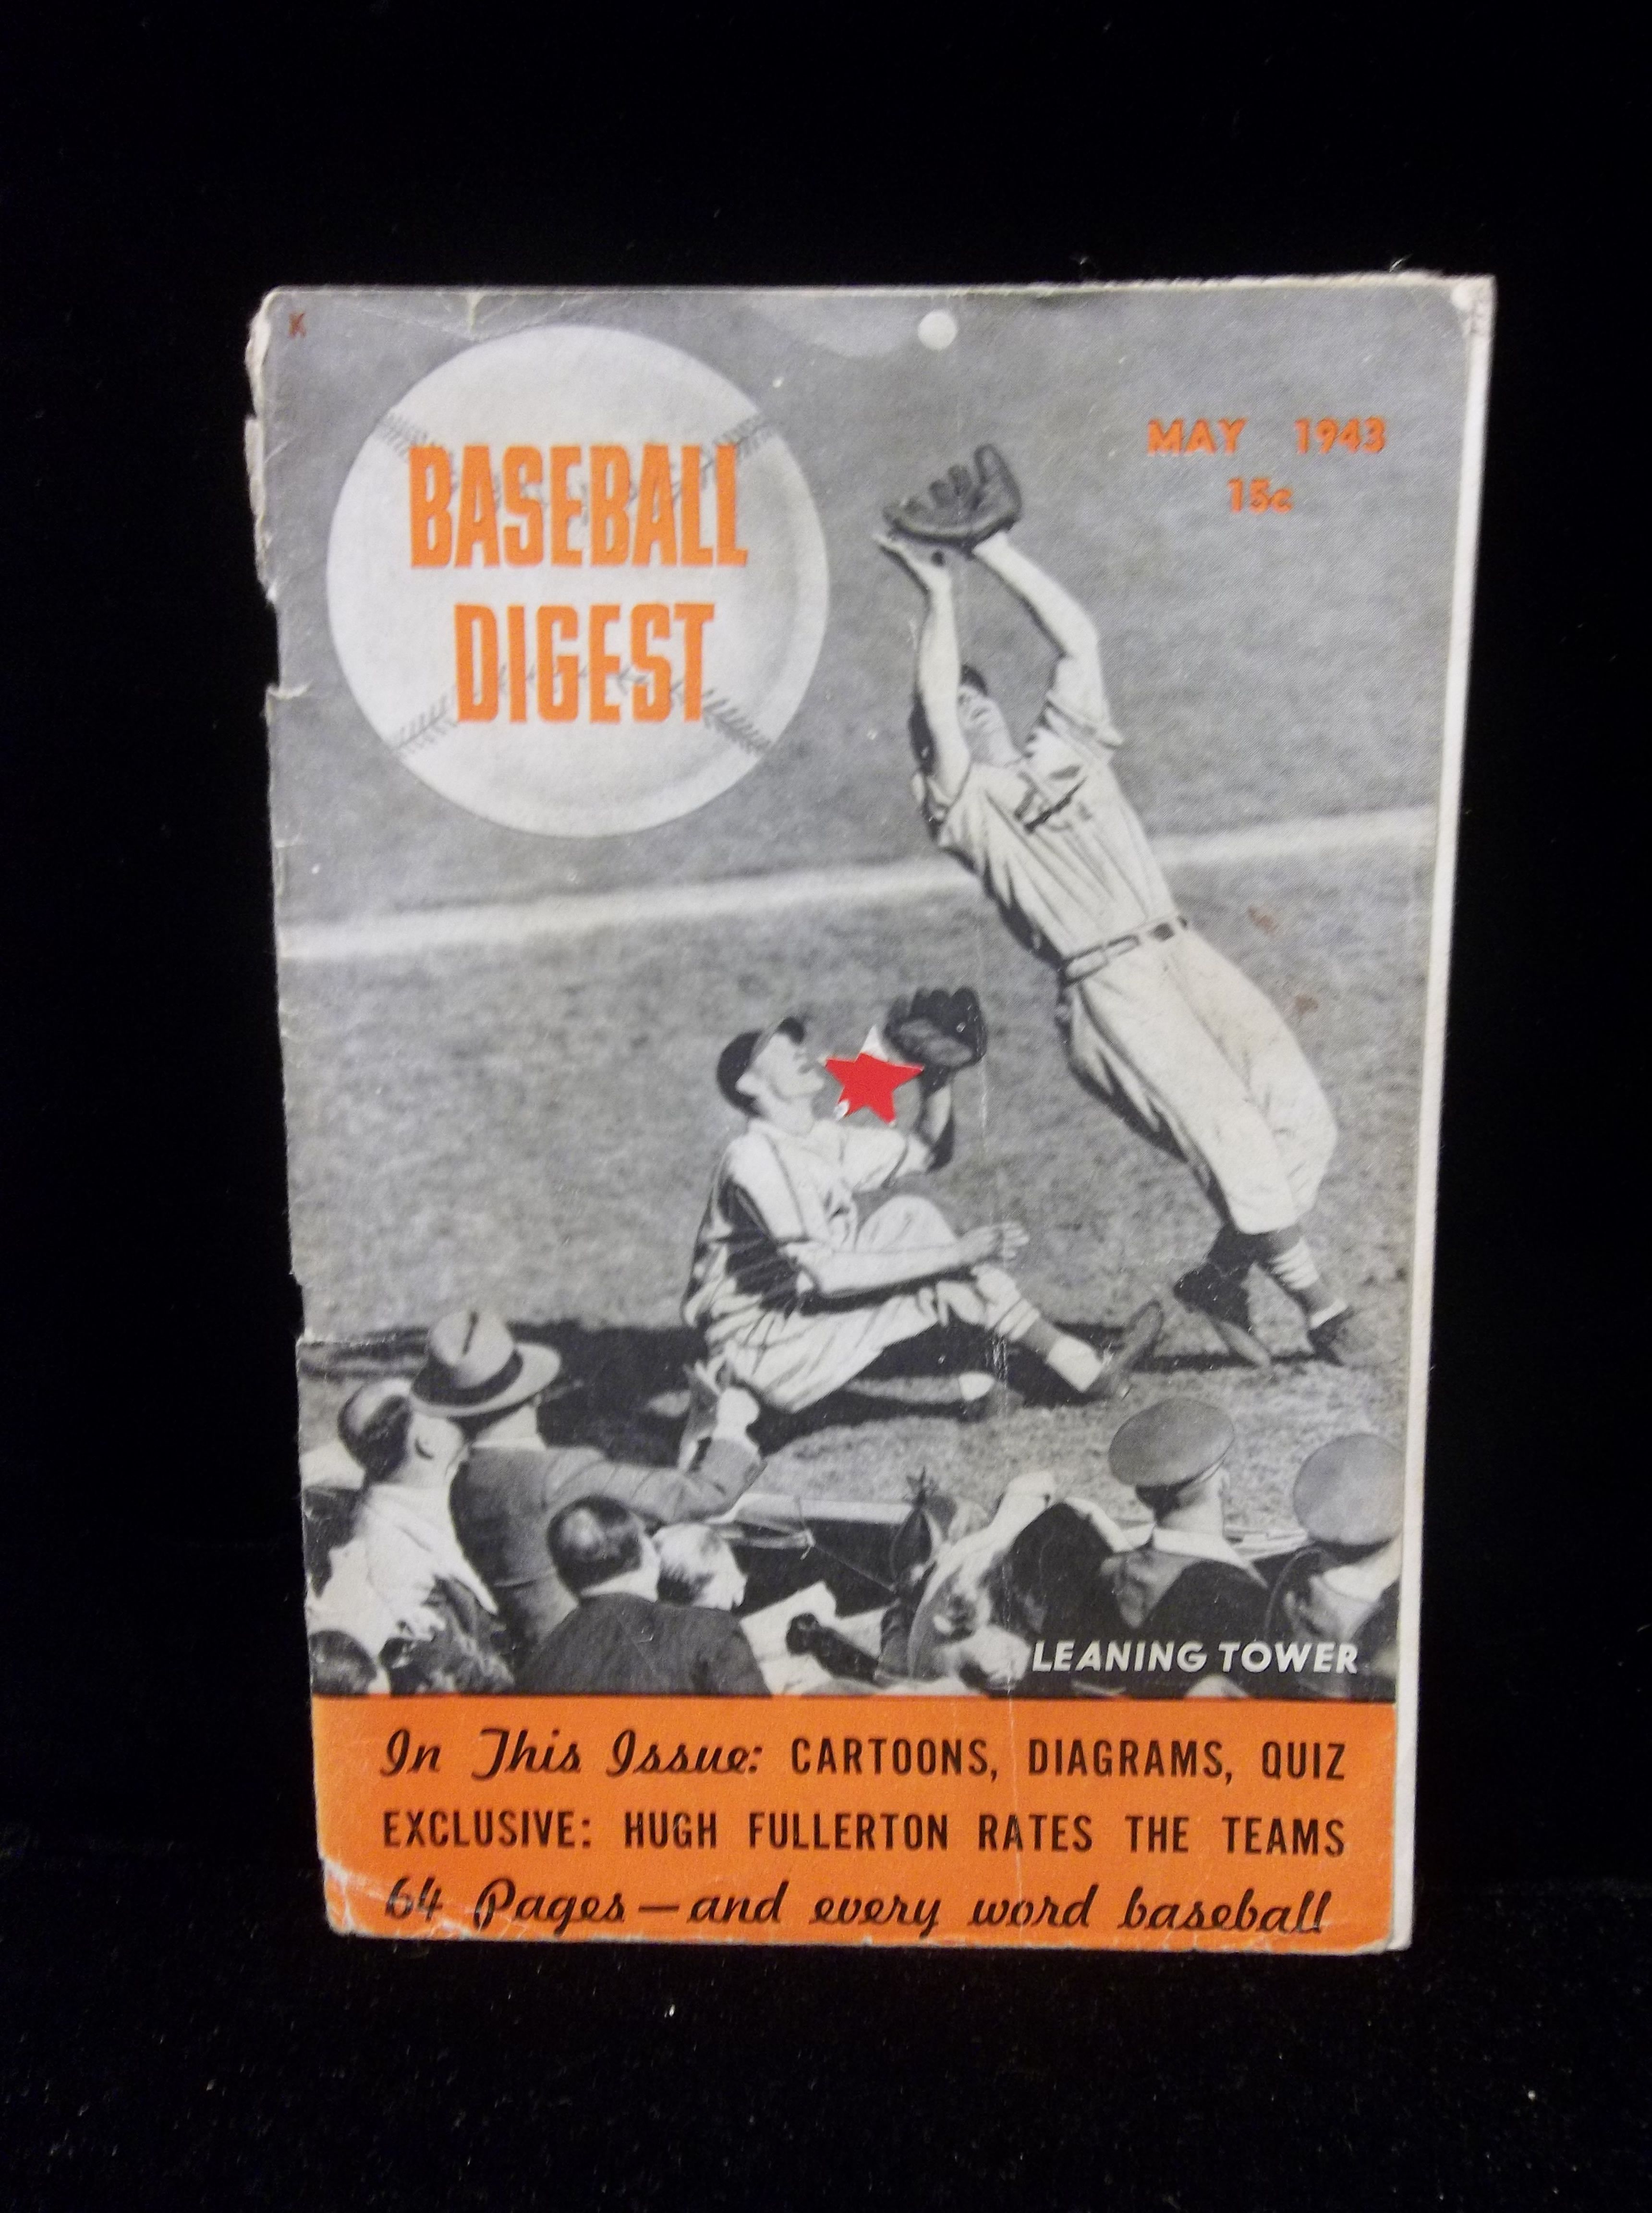 K
BASEBALL
DIGEST
MAY 1943
15c
LEANING TOWER
In This Issue: CARTOONS, DIAGRAMS, QUIZ
EXCLUSIVE: HUGH FULLERTON RATES THE TEAMS
64 Pages—and every word baseball